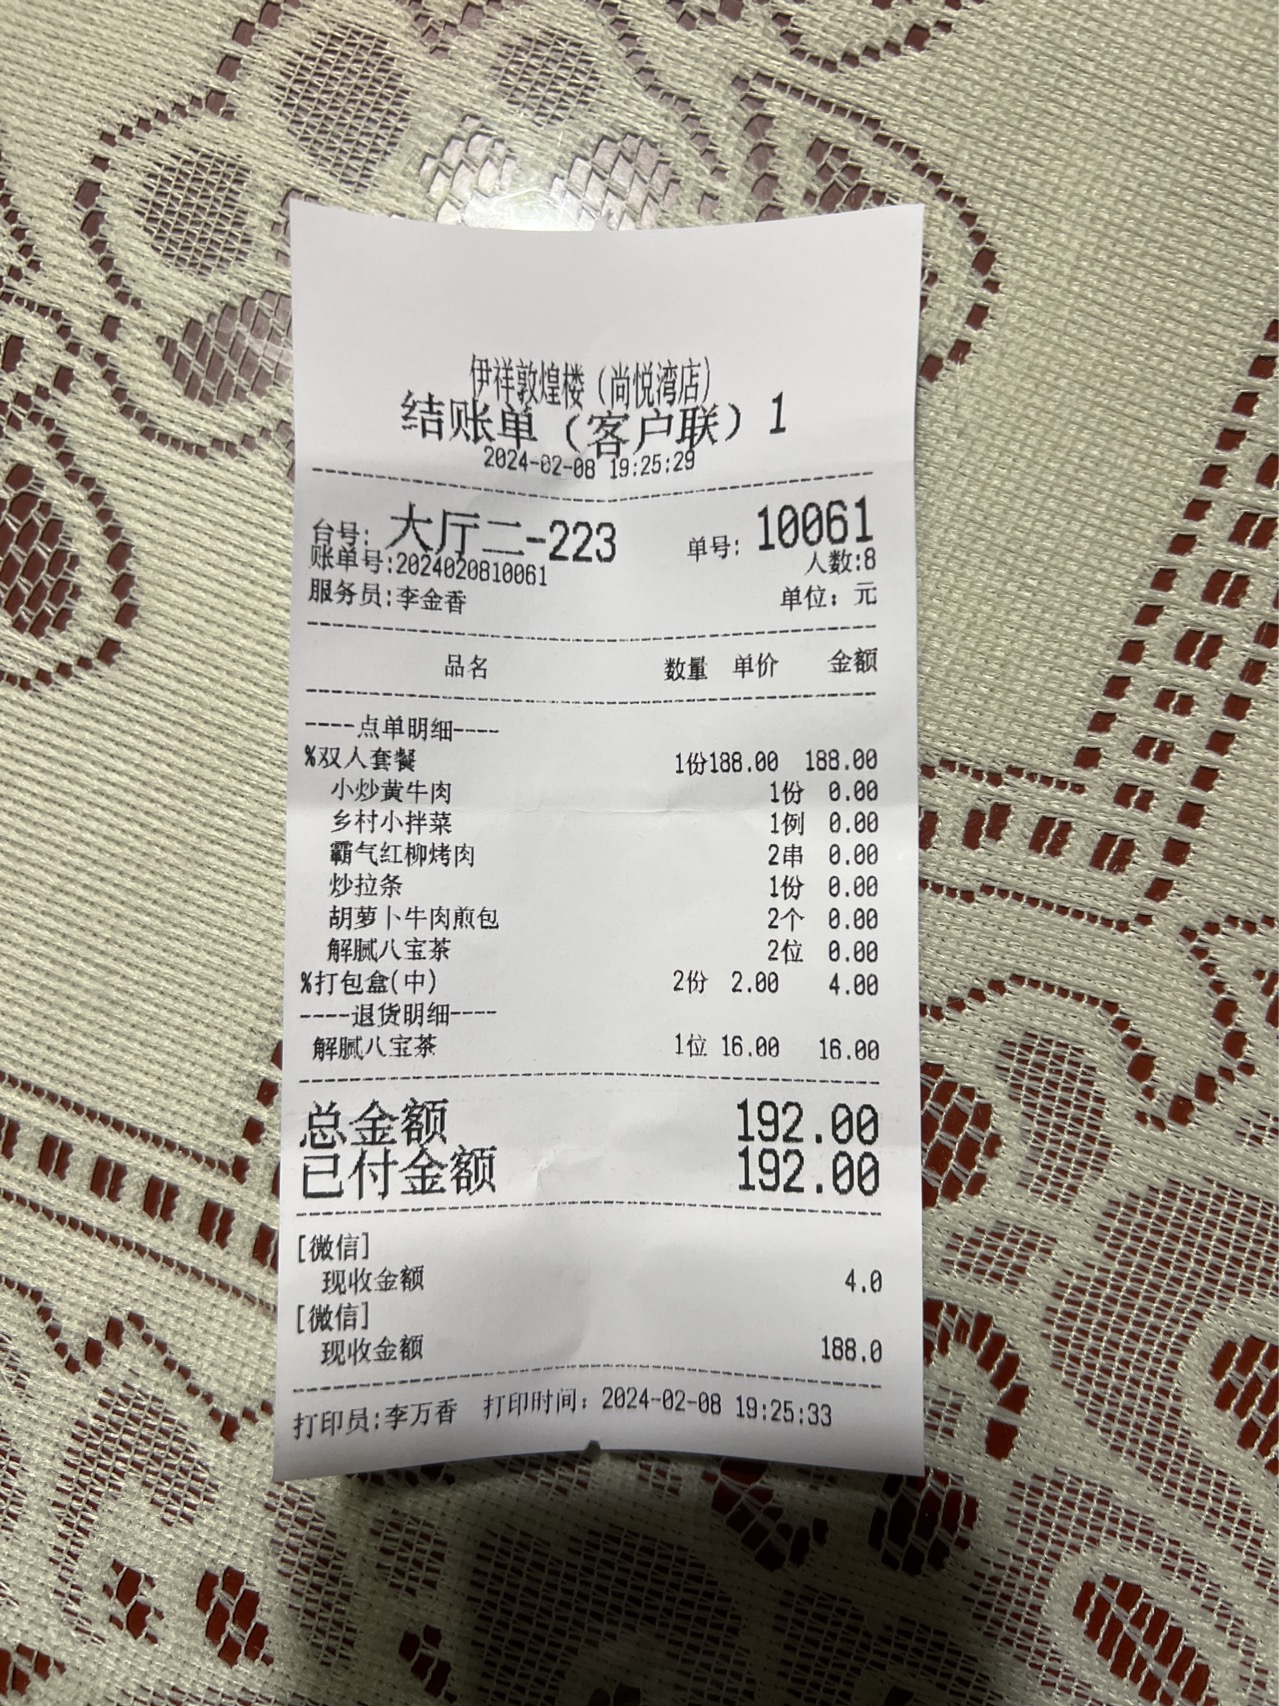 伊祥敦煌楼（尚悦湾店）
结账单（客户联）1
2024-02-08 19:25:29
台号: 大厅二-223 单号: 10061
账单号:2024020810061 人数:8
服务员:李金香 单位: 元
品名 数量 单价 金额
----点单明细----
%双人套餐 1份188.00 188.00
小炒黄牛肉 1份 0.00
乡村小拌菜 1例 0.00
霸气红柳烤肉 2串 0.00
炒拉条 1份 0.00
胡萝卜牛肉煎包 2个 0.00
解腻八宝茶 2位 0.00
%打包盒(中) 2份 2.00 4.00
----退货明细----
解腻八宝茶 1位 16.00 16.00
总金额 192.00
已付金额 192.00
[微信]
现收金额 4.0
[微信]
现收金额 188.0
打印员:李万香 打印时间: 2024-02-08 19:25:33